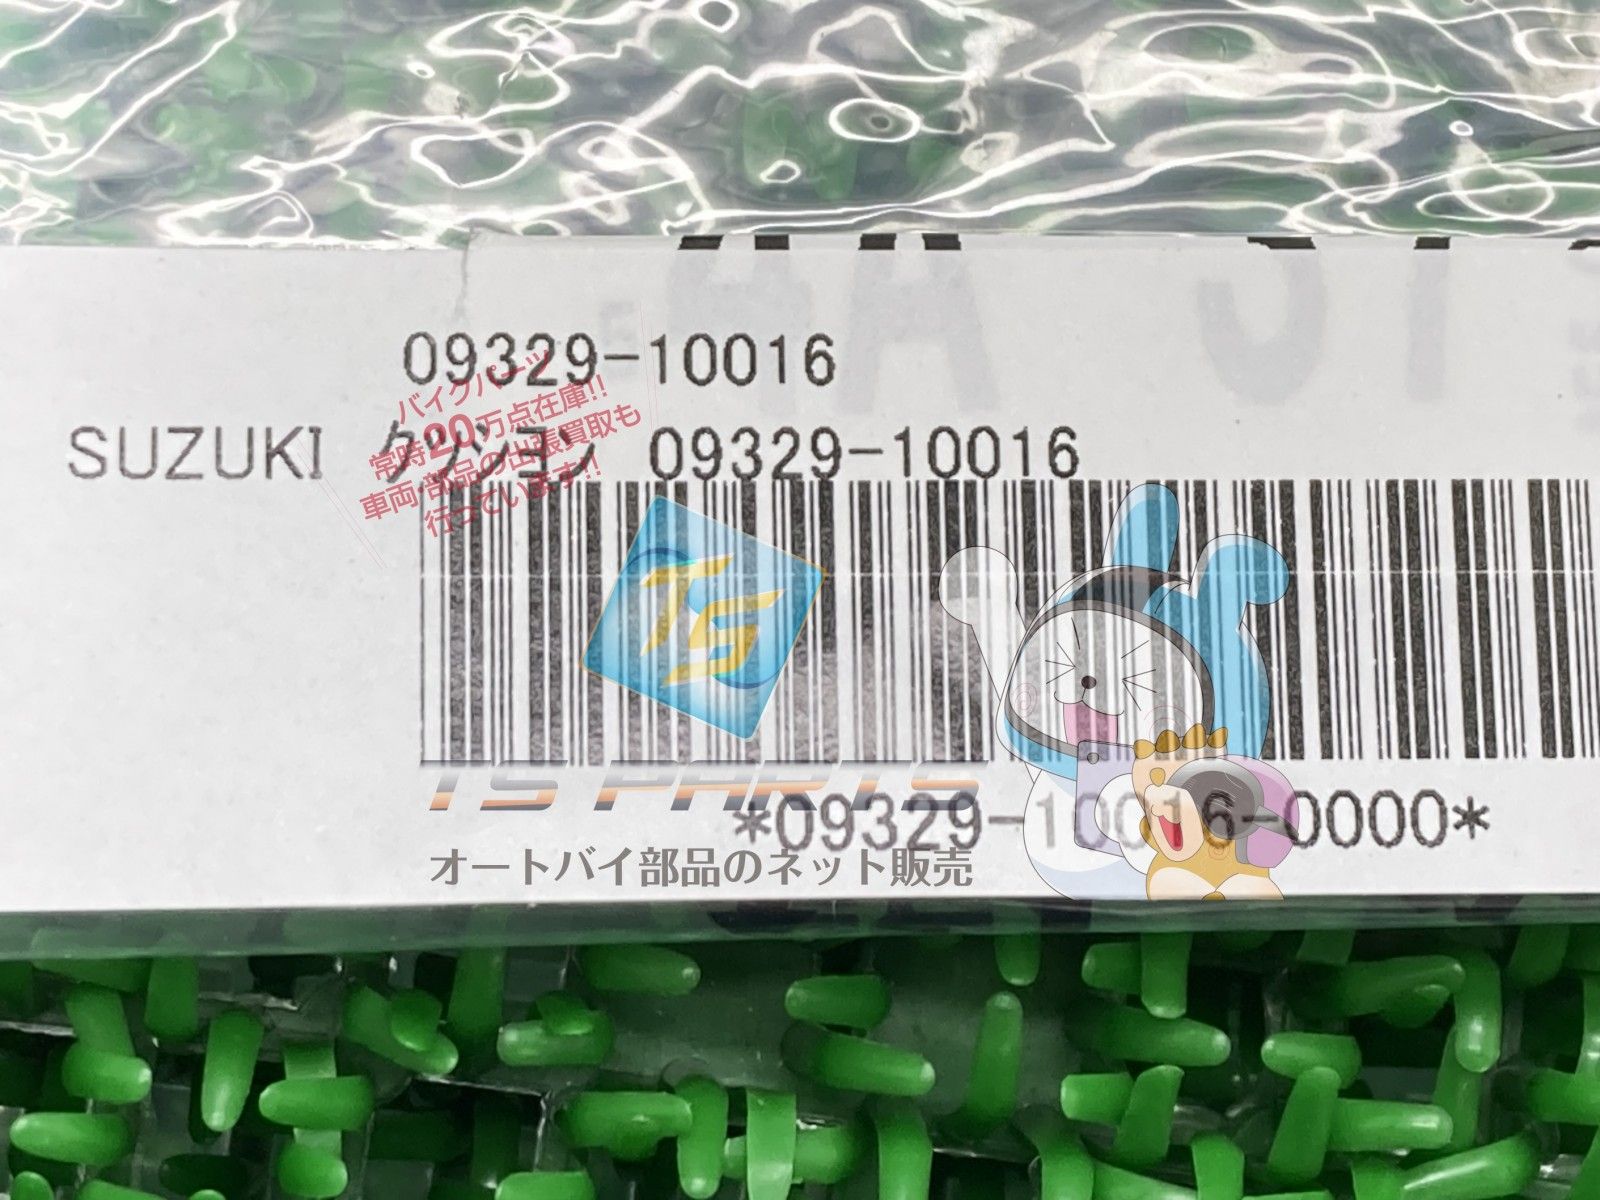 09329-10016
SUZUKI クッション 09329-10016
バイクパーツ
常時20万点在庫!!
車両・部品の出張買取も
行っています!!
TS
TS PARTS
*09329-10016-0000*
オートバイ部品のネット販売